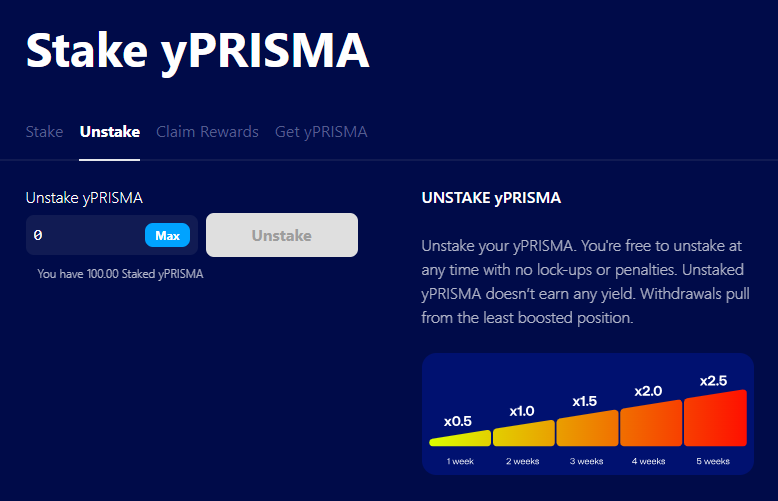 Stake yPRISMA
Stake Unstake Claim Rewards Get yPRISMA
Unstake yPRISMA
0 Max Unstake
You have 100.00 Staked yPRISMA
UNSTAKE yPRISMA
Unstake your yPRISMA. You're free to unstake at
any time with no lock-ups or penalties. Unstaked
yPRISMA doesn't earn any yield. Withdrawals pull
from the least boosted position.
x0.5 x1.0 x1.5 x2.0 x2.5
1 week 2 weeks 3 weeks 4 weeks 5 weeks